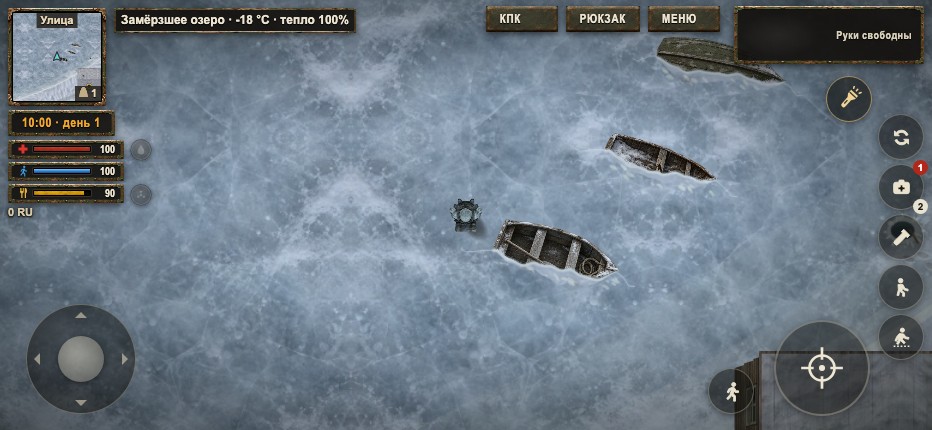 Улица
Замёрзшее озеро · -18 °C · тепло 100%
КПК
РЮКЗАК
МЕНЮ
Руки свободны
1
10:00 · день 1
100
100
90
0 RU
1
2